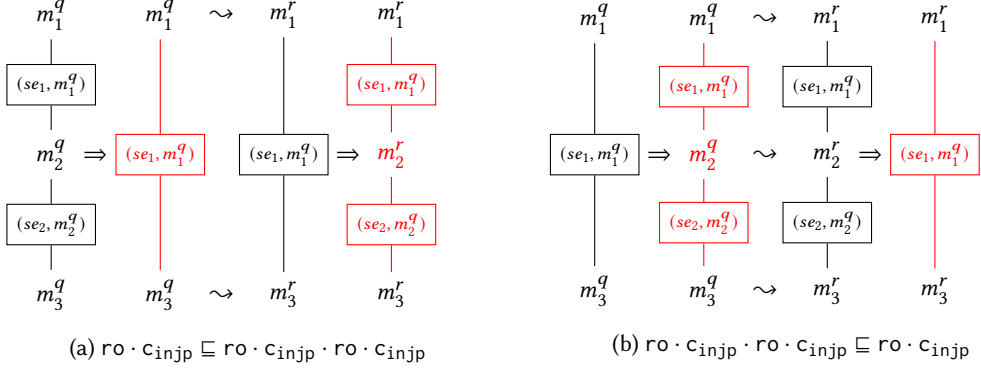 m_1^q m_1^q ⇝ m_1^r m_1^r
(se_1, m_1^q) (se_1, m_1^q)
m_2^q ⇒ (se_1, m_1^q) (se_1, m_1^q) ⇒ m_2^r
(se_2, m_2^q) (se_2, m_2^q)
m_3^q m_3^q ⇝ m_3^r m_3^r
(a) ro · c_injp ⊑ ro · c_injp · ro · c_injp
m_1^q m_1^q ⇝ m_1^r m_1^r
(se_1, m_1^q) (se_1, m_1^q)
(se_1, m_1^q) ⇒ m_2^q ⇝ m_2^r ⇒ (se_1, m_1^q)
(se_2, m_2^q) (se_2, m_2^q)
m_3^q m_3^q ⇝ m_3^r m_3^r
(b) ro · c_injp · ro · c_injp ⊑ ro · c_injp